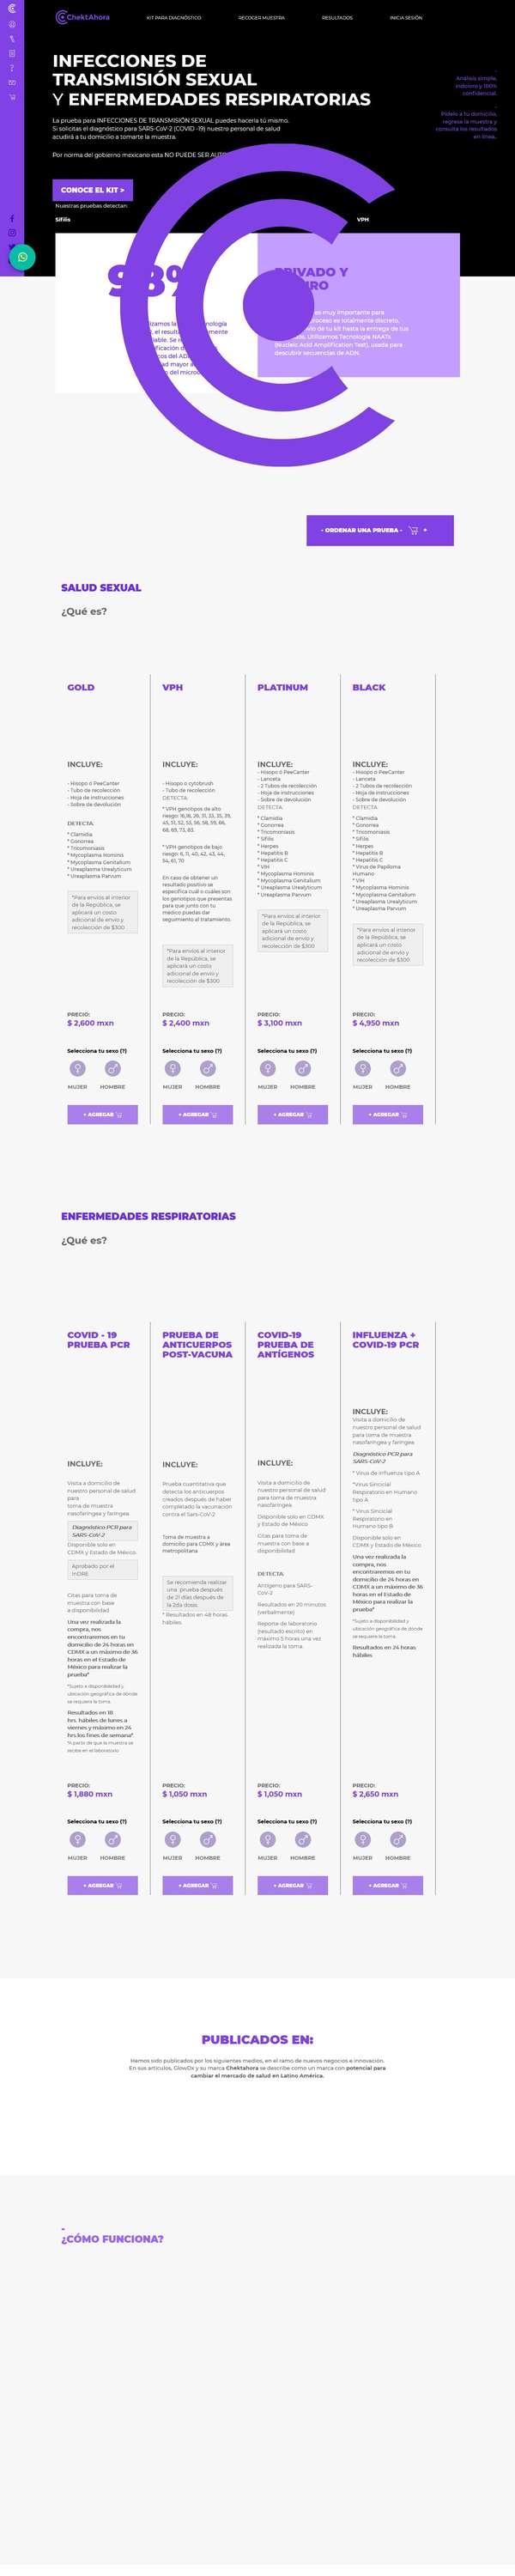 ChektAhora
KIT PARA DIAGNÓSTICO
RECOGER MUESTRA
RESULTADOS
INICIA SESIÓN
INFECCIONES DE
TRANSMISIÓN SEXUAL
Y ENFERMEDADES RESPIRATORIAS
La prueba para INFECCIONES DE TRANSMISIÓN SEXUAL puedes hacerla tú mismo.
Si solicitas el diagnóstico para SARS-CoV-2 (COVID -19) nuestro personal de salud
acudirá a tu domicilio a tomarte la muestra.
Por norma del gobierno mexicano esta NO PUEDE SER
-
Análisis simple,
indoloro y 100%
confidencial.
-
Pídelo a tu domicilio,
regresa la muestra y
consulta los resultados
en línea.
CONOCE EL KIT >
Nuestras pruebas detectan:
Sífilis
VPH
PRIVADO Y
es muy importante para
proceso es totalmente discreto,
de tu kit hasta la entrega de tus
Utilizamos Tecnología NAATs
(Nucleic Acid Amplification Test), usada para
descubrir secuencias de ADN.
- ORDENAR UNA PRUEBA - +
SALUD SEXUAL
¿Qué es?
GOLD
INCLUYE:
- Hisopo ó PeeCanter
- Tubo de recolección
- Hoja de instrucciones
- Sobre de devolución
DETECTA:
* Clamidia
* Gonorrea
* Tricomoniasis
* Mycoplasma Hominis
* Mycoplasma Genitalium
* Ureaplasma Urealyticum
* Ureaplasma Parvum
*Para envíos al interior
de la República, se
aplicará un costo
adicional de envío y
recolección de $300
PRECIO:
$ 2,600 mxn
Selecciona tu sexo (?)
MUJER HOMBRE
+ AGREGAR
VPH
INCLUYE:
- Hisopo o cytobrush
- Tubo de recolección
DETECTA:
* VPH genotipos de alto
riesgo: 16,18, 26, 31, 33, 35, 39,
45, 51, 52, 53, 56, 58, 59, 66,
68, 69, 73, 82.
* VPH genotipos de bajo
riesgo: 6, 11, 40, 42, 43, 44,
54, 61, 70
En caso de obtener un
resultado positivo se
especifica cuál o cuáles son
los genotipos que presentas
para que junto con tu
médico puedas dar
seguimiento al tratamiento.
*Para envíos al interior
de la República, se
aplicará un costo
adicional de envío y
recolección de $300
PRECIO:
$ 2,400 mxn
Selecciona tu sexo (?)
MUJER HOMBRE
+ AGREGAR
PLATINUM
INCLUYE:
- Hisopo ó PeeCanter
- Lanceta
- 2 Tubos de recolección
- Hoja de instrucciones
- Sobre de devolución
DETECTA:
* Clamidia
* Gonorrea
* Tricomoniasis
* Sífilis
* Herpes
* Hepatitis B
* Hepatitis C
* VIH
* Mycoplasma Hominis
* Mycoplasma Genitalium
* Ureaplasma Urealyticum
* Ureaplasma Parvum
*Para envíos al interior
de la República, se
aplicará un costo
adicional de envío y
recolección de $300
PRECIO:
$ 3,100 mxn
Selecciona tu sexo (?)
MUJER HOMBRE
+ AGREGAR
BLACK
INCLUYE:
- Hisopo ó PeeCanter
- Lanceta
- 2 Tubos de recolección
- Hoja de instrucciones
- Sobre de devolución
DETECTA:
* Clamidia
* Gonorrea
* Tricomoniasis
* Sífilis
* Herpes
* Hepatitis B
* Hepatitis C
* Virus de Papiloma
Humano
* VIH
* Mycoplasma Hominis
* Mycoplasma Genitalium
* Ureaplasma Urealyticum
* Ureaplasma Parvum
*Para envíos al interior
de la República, se
aplicará un costo
adicional de envío y
recolección de $300
PRECIO:
$ 4,950 mxn
Selecciona tu sexo (?)
MUJER HOMBRE
+ AGREGAR
ENFERMEDADES RESPIRATORIAS
¿Qué es?
COVID - 19
PRUEBA PCR
INCLUYE:
Visita a domicilio de
nuestro personal de salud
para
toma de muestra
nasofaríngea y faríngea.
Diagnóstico PCR para
SARS-CoV-2
Disponible solo en
CDMX y Estado de México.
Aprobado por el
InDRE
Citas para toma de
muestra con base
a disponibilidad
Una vez realizada la
compra, nos
encontraremos en tu
domicilio de 24 horas en
CDMX a un máximo de 36
horas en el Estado de
México para realizar la
prueba*
*Sujeto a disponibilidad y
ubicación geográfica de donde
se requiera la toma.
Resultados en 18
hrs. hábiles de lunes a
viernes y máximo en 24
hrs los fines de semana*.
*A partir de que la muestra se
recibe en el laboratorio
PRECIO:
$ 1,880 mxn
Selecciona tu sexo (?)
MUJER HOMBRE
+ AGREGAR
PRUEBA DE
ANTICUERPOS
POST-VACUNA
INCLUYE:
Prueba cuantitativa que
detecta los anticuerpos
creados después de haber
completado la vacunación
contra el Sars-CoV-2.
Toma de muestra a
domicilio para CDMX y área
metropolitana
Se recomienda realizar
una prueba después
de 21 días después de
la 2da dosis.
* Resultados en 48 horas
hábiles
PRECIO:
$ 1,050 mxn
Selecciona tu sexo (?)
MUJER HOMBRE
+ AGREGAR
COVID-19
PRUEBA DE
ANTÍGENOS
INCLUYE:
Visita a domicilio de
nuestro personal de salud
para toma de muestra
nasofaríngea.
Disponible solo en CDMX
y Estado de México
Citas para toma de
muestra con base a
disponibilidad
DETECTA:
Antígeno para SARS-
Cov-2
Resultados en 20 minutos
(verbalmente)
Reporte de laboratorio
(resultado escrito) en
máximo 5 horas una vez
realizada la toma.
PRECIO:
$ 1,050 mxn
Selecciona tu sexo (?)
MUJER HOMBRE
+ AGREGAR
INFLUENZA +
COVID-19 PCR
INCLUYE:
Visita a domicilio de
nuestro personal de salud
para toma de muestra
nasofaríngea y faríngea.
Diagnóstico PCR para
SARS-CoV-2
* Virus de Influenza tipo A
*Virus Sincicial
Respiratorio en Humano
tipo A
* Virus Sincicial
Respiratorio en
Humano tipo B
Disponible solo en
CDMX y Estado de México.
Una vez realizada la
compra, nos
encontraremos en tu
domicilio de 24 horas en
CDMX a un máximo de 36
horas en el Estado de
México para realizar la
prueba*
*Sujeto a disponibilidad y
ubicación geográfica de donde
se requiera la toma.
Resultados en 24 horas
hábiles
PRECIO:
$ 2,650 mxn
Selecciona tu sexo (?)
MUJER HOMBRE
+ AGREGAR
PUBLICADOS EN:
Hemos sido publicados por los siguientes medios, en el ramo de nuevos negocios e innovación.
En sus artículos, GlowDx y su marca Chektahora se describe como un marca con potencial para
cambiar el mercado de salud en Latino América.
-
¿CÓMO FUNCIONA?